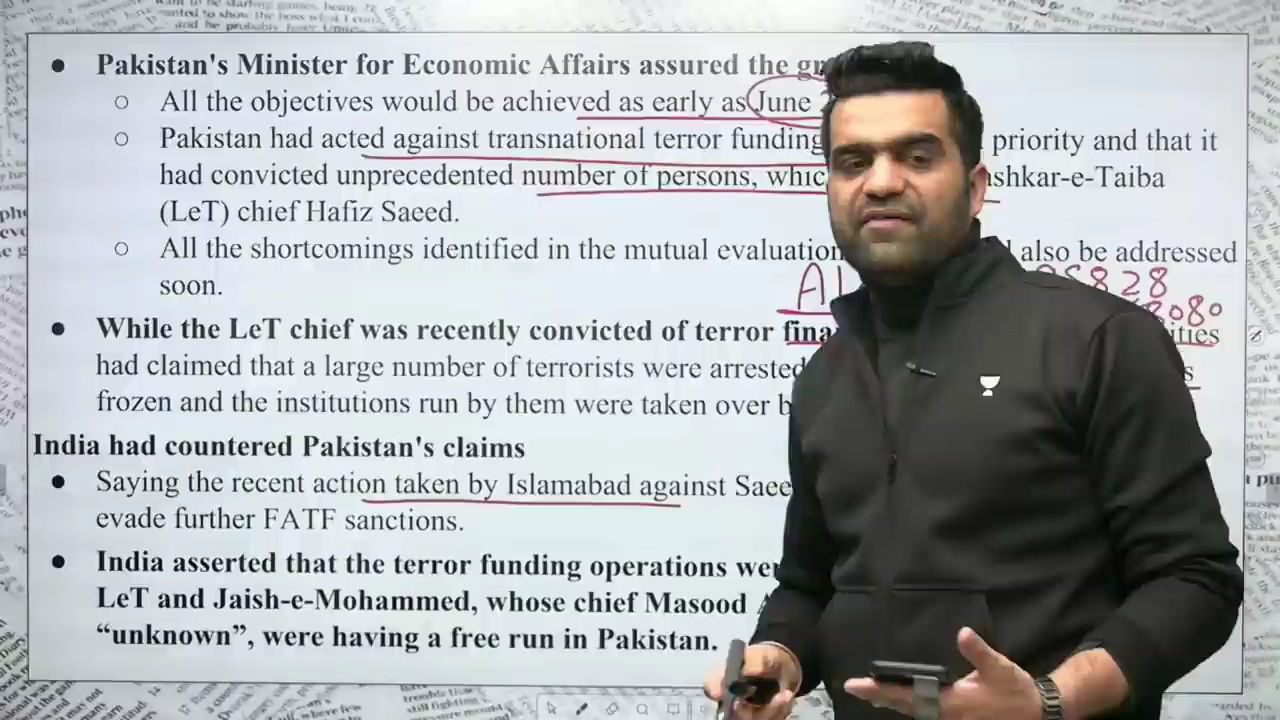 Pakistan's Minister for Economic Affairs assured the
All the objectives would be achieved as early as June
Pakistan had acted against transnational terror funding priority and that it
had convicted unprecedented number of persons,
(LeT) chief Hafiz Saeed.
All the shortcomings identified in the mutual evaluation also be addressed
soon.
828
8080
While the LeT chief was recently convicted of terror
had claimed that a large number of terrorists were arrested
frozen and the institutions run by them were taken over
India had countered Pakistan's claims
Saying the recent action taken by Islamabad against
evade further FATF sanctions.
India asserted that the terror funding operations
LeT and Jaish-e-Mohammed, whose chief Masood
“unknown”, were having a free run in Pakistan.